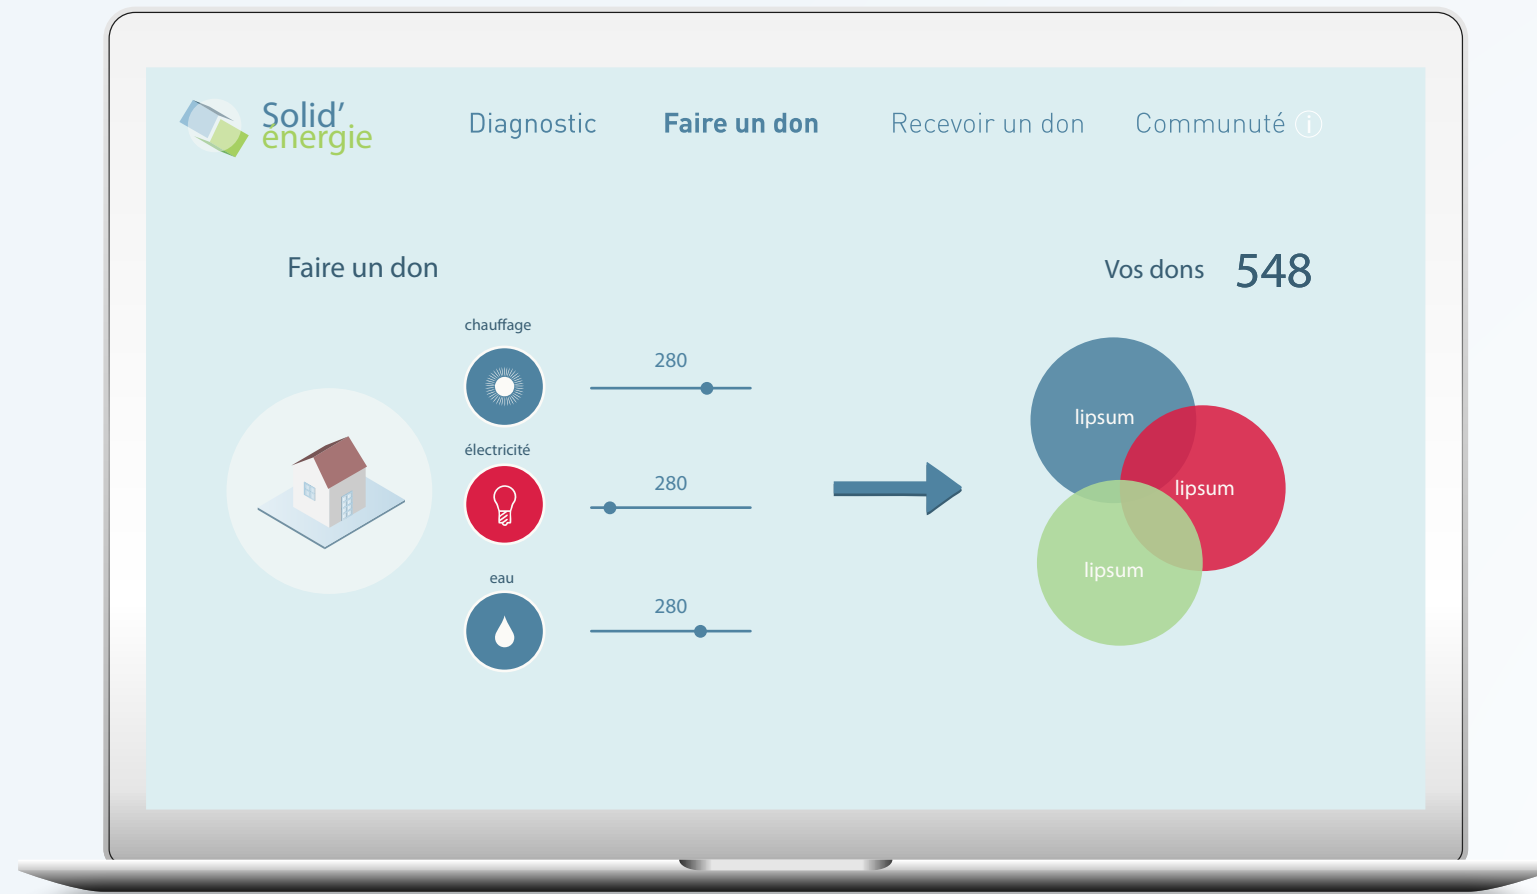 Solid'
énergie
Diagnostic
Faire un don
Recevoir un don
Communuté i
Faire un don
Vos dons 548
chauffage
280
électricité
280
eau
280
lipsum
lipsum
lipsum